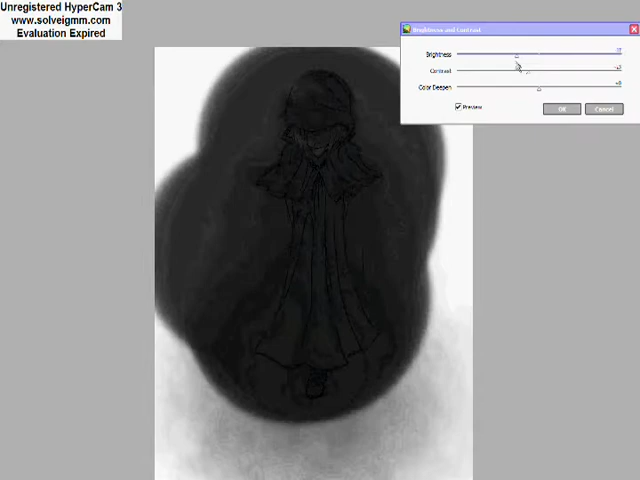 Unregistered HyperCam 3
www.solveigmm.com
Evaluation Expired
Brightness and Contrast
Brightness
Contrast
Color Deepen
Preview
OK
Cancel